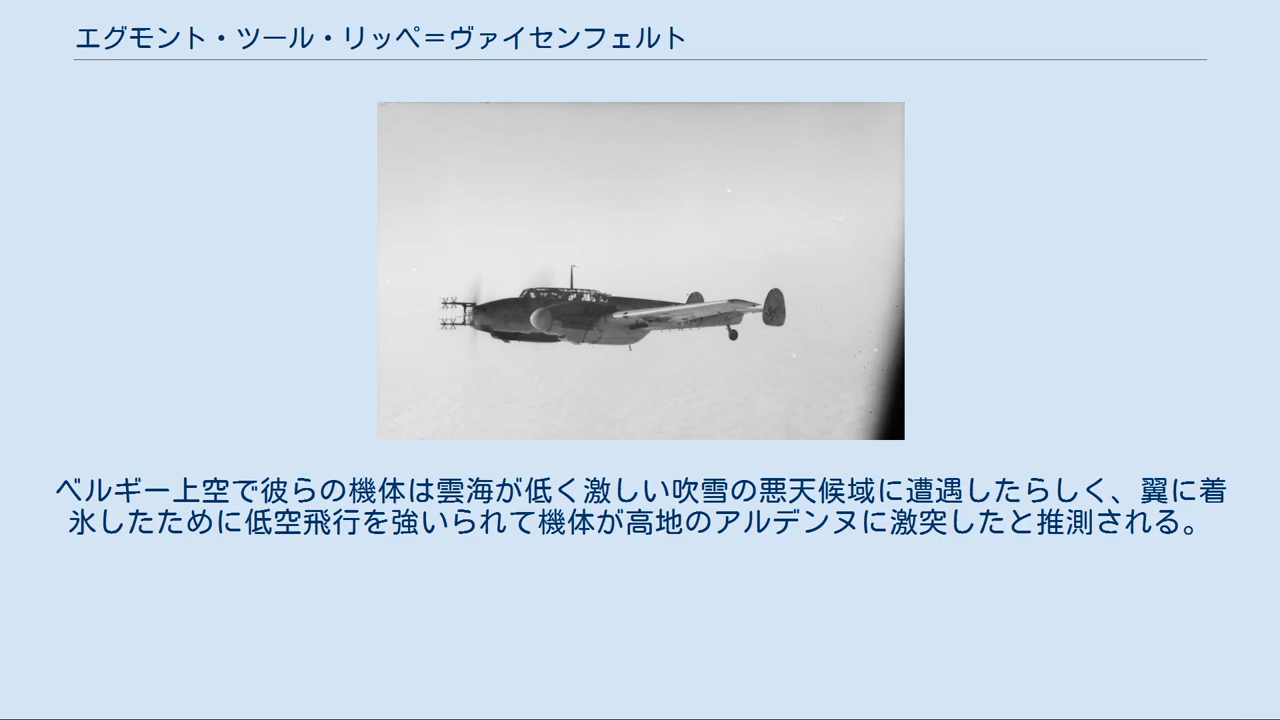 エグモント・ツール・リッペ＝ヴァイセンフェルト
ベルギー上空で彼らの機体は雲海が低く激しい吹雪の悪天候域に遭遇したらしく、翼に着
氷したために低空飛行を強いられて機体が高地のアルデンヌに激突したと推測される。